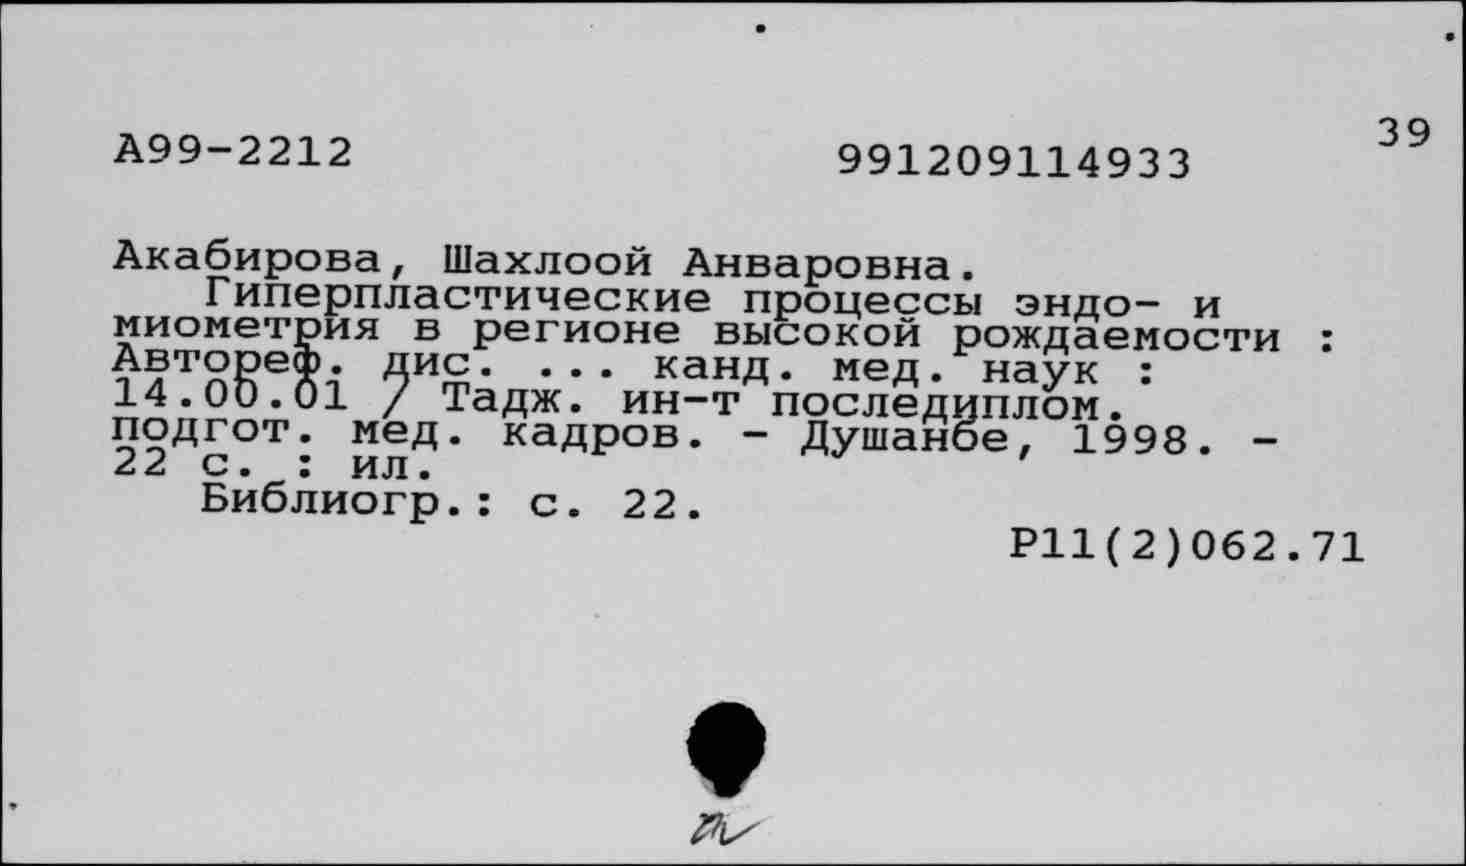 А99-2212
991209114933
39
Акабирова, Шахлоой Анваровна.
Гиперпластические процессы эндо- и
миометрия в регионе высокой рождаемости :
Автореф. дис. ... канд. мед. наук :
14.00.01 / Тадж. ин-т последиплом.
подгот. мед. кадров. - Душанбе, 1998. -
22 с. : ил.
Библиогр.: с. 22.
Р11(2)062.71